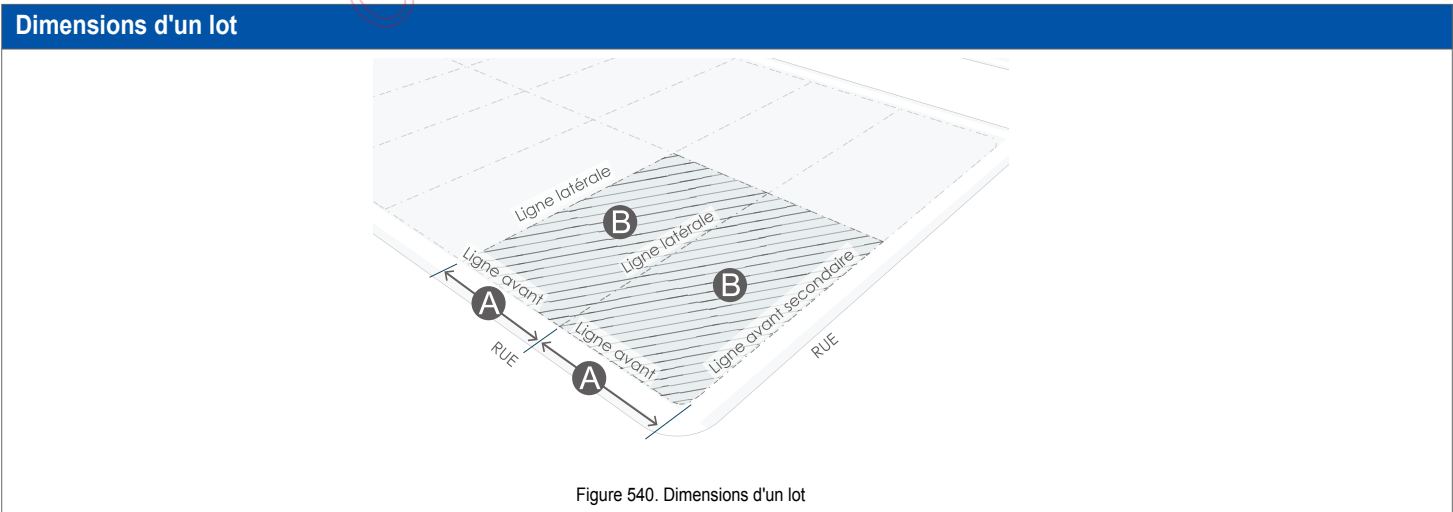 Dimensions d'un lot
Ligne latérale
B
Ligne latérale
B
Ligne avant
A
RUE
Ligne avant
A
Ligne avant secondaire
RUE
Figure 540. Dimensions d'un lot